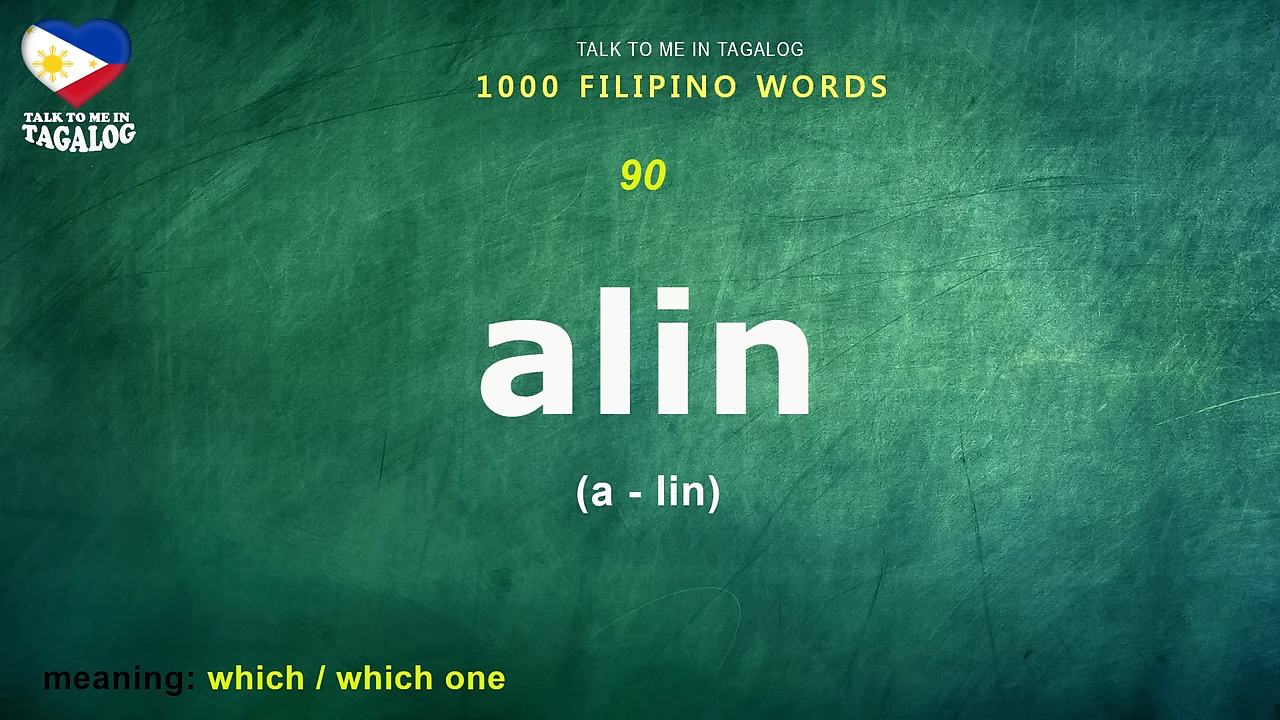 TALK TO ME IN
TAGALOG
TALK TO ME IN TAGALOG
1000 FILIPINO WORDS
90
alin
(a - lin)
meaning: which / which one